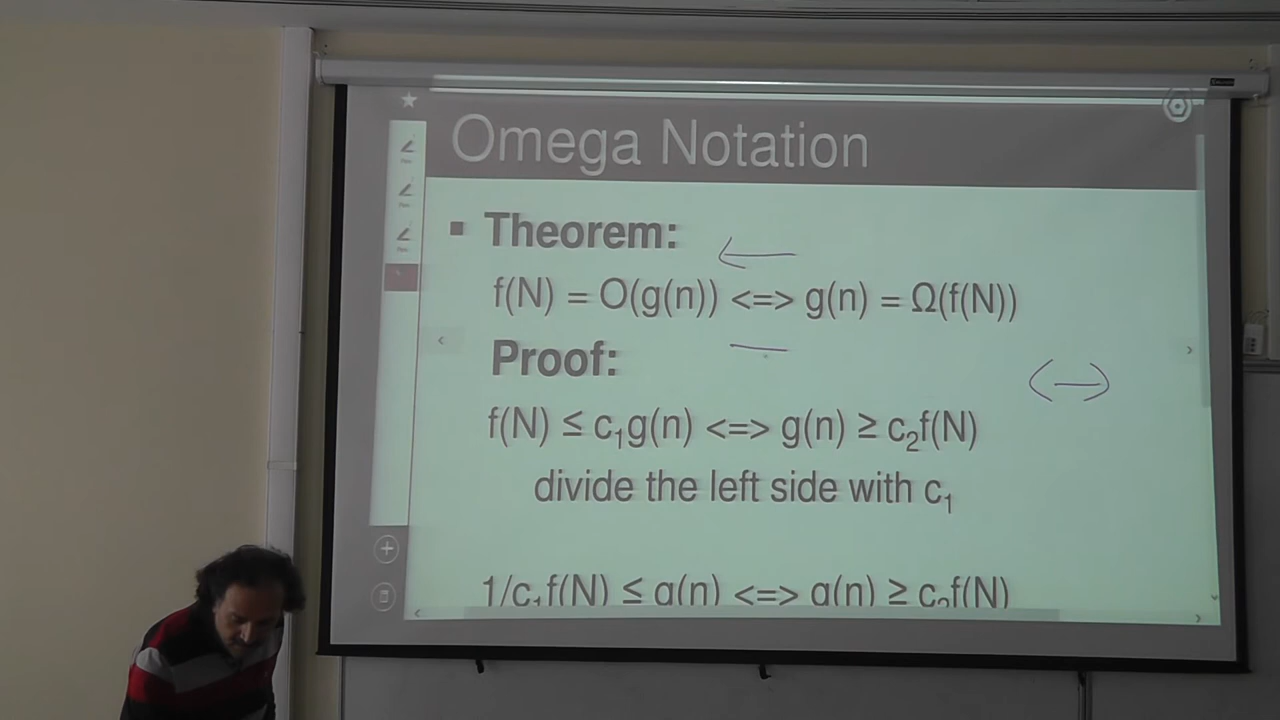 Omega Notation
▪ Theorem:
f(N) = O(g(n)) <=> g(n) = Ω(f(N))
Proof:
f(N) ≤ c₁g(n) <=> g(n) ≥ c₂f(N)
divide the left side with c₁
1/c₁f(N) ≤ g(n) <=> g(n) ≥ c₂f(N)